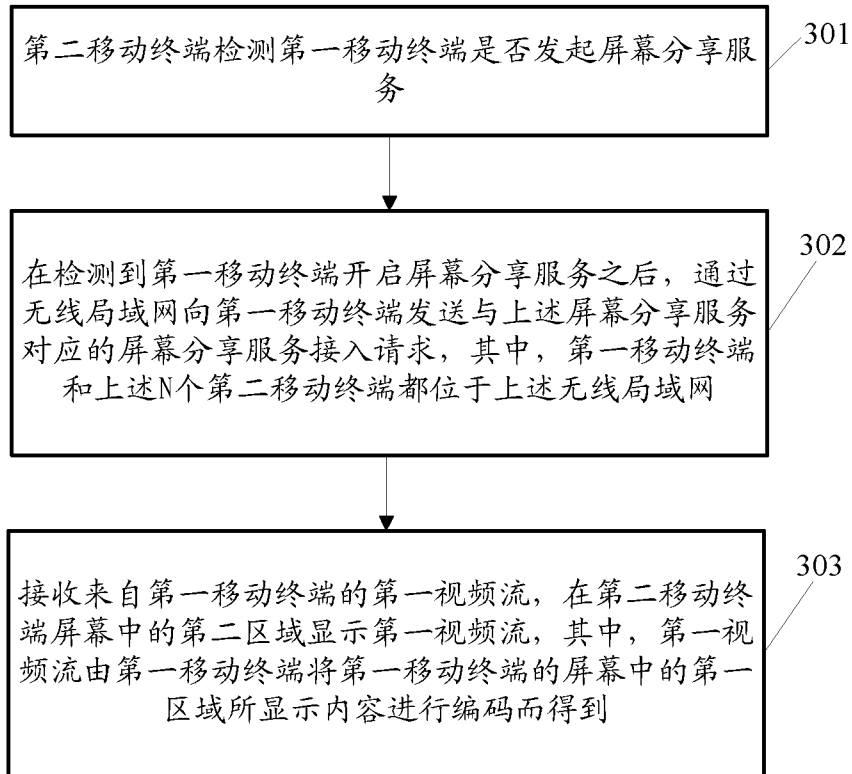 第二移动终端检测第一移动终端是否发起屏幕分享服
务
301
在检测到第一移动终端开启屏幕分享服务之后，通过
无线局域网向第一移动终端发送与上述屏幕分享服务
对应的屏幕分享服务接入请求，其中，第一移动终端
和上述N个第二移动终端都位于上述无线局域网
302
接收来自第一移动终端的第一视频流，在第二移动终
端屏幕中的第二区域显示第一视频流，其中，第一视
频流由第一移动终端将第一移动终端的屏幕中的第一
区域所显示内容进行编码而得到
303